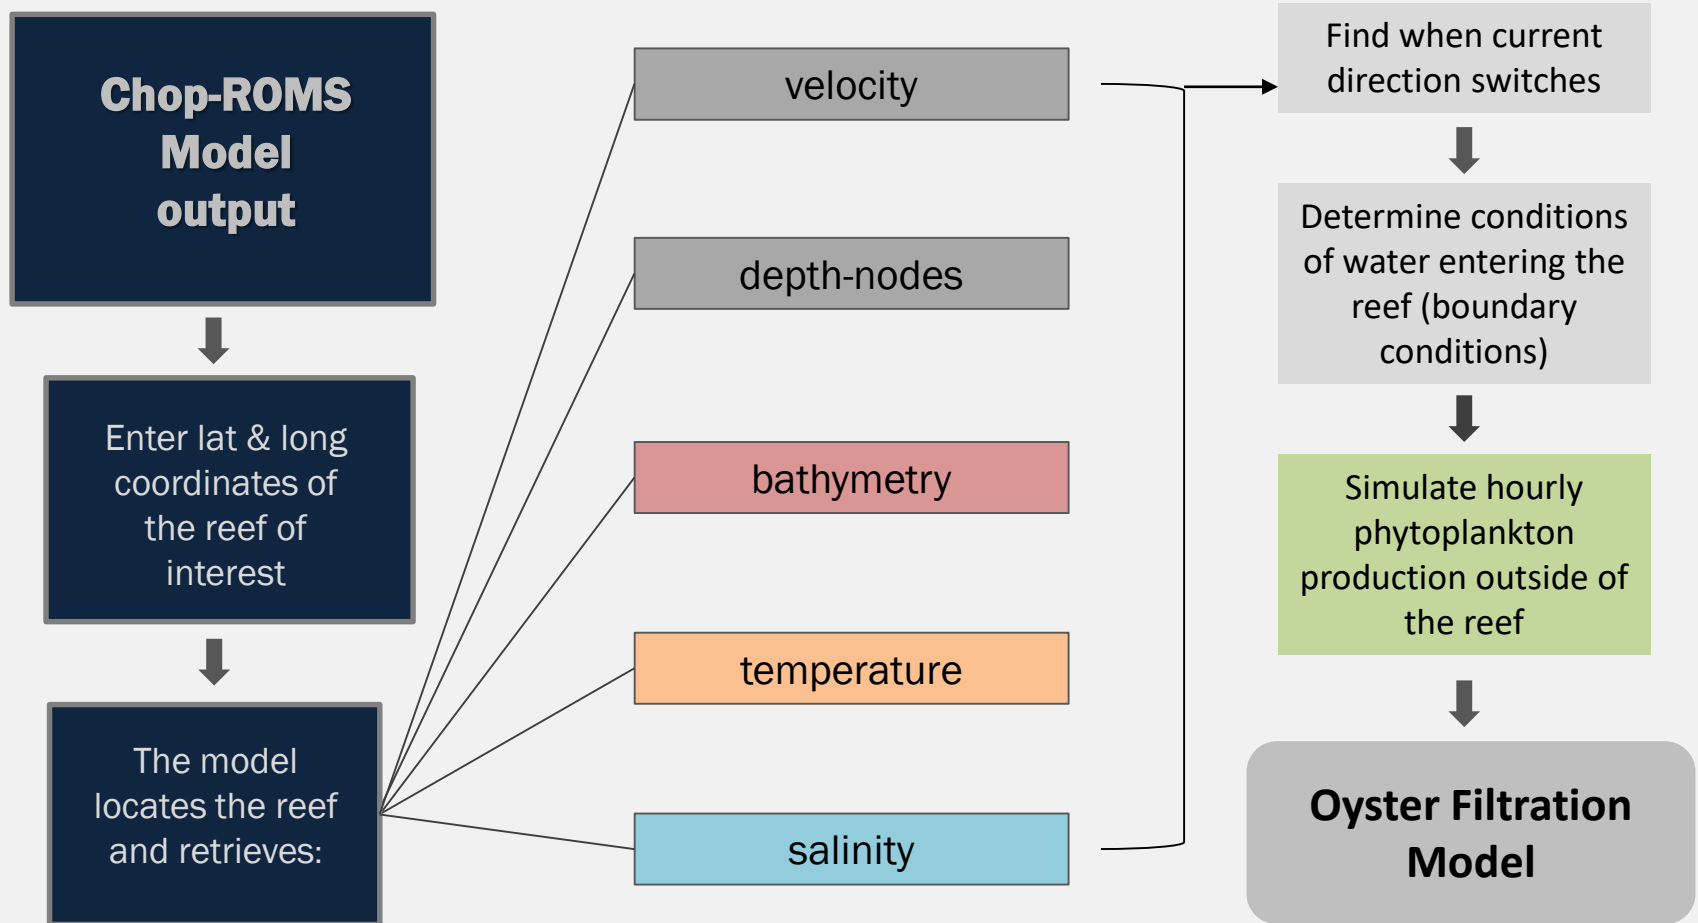 Chop-ROMS
Model
output
Enter lat & long
coordinates of
the reef of
interest
The model
locates the reef
and retrieves:
velocity
depth-nodes
bathymetry
temperature
salinity
Find when current
direction switches
Determine conditions
of water entering the
reef (boundary
conditions)
Simulate hourly
phytoplankton
production outside of
the reef
Oyster Filtration
Model